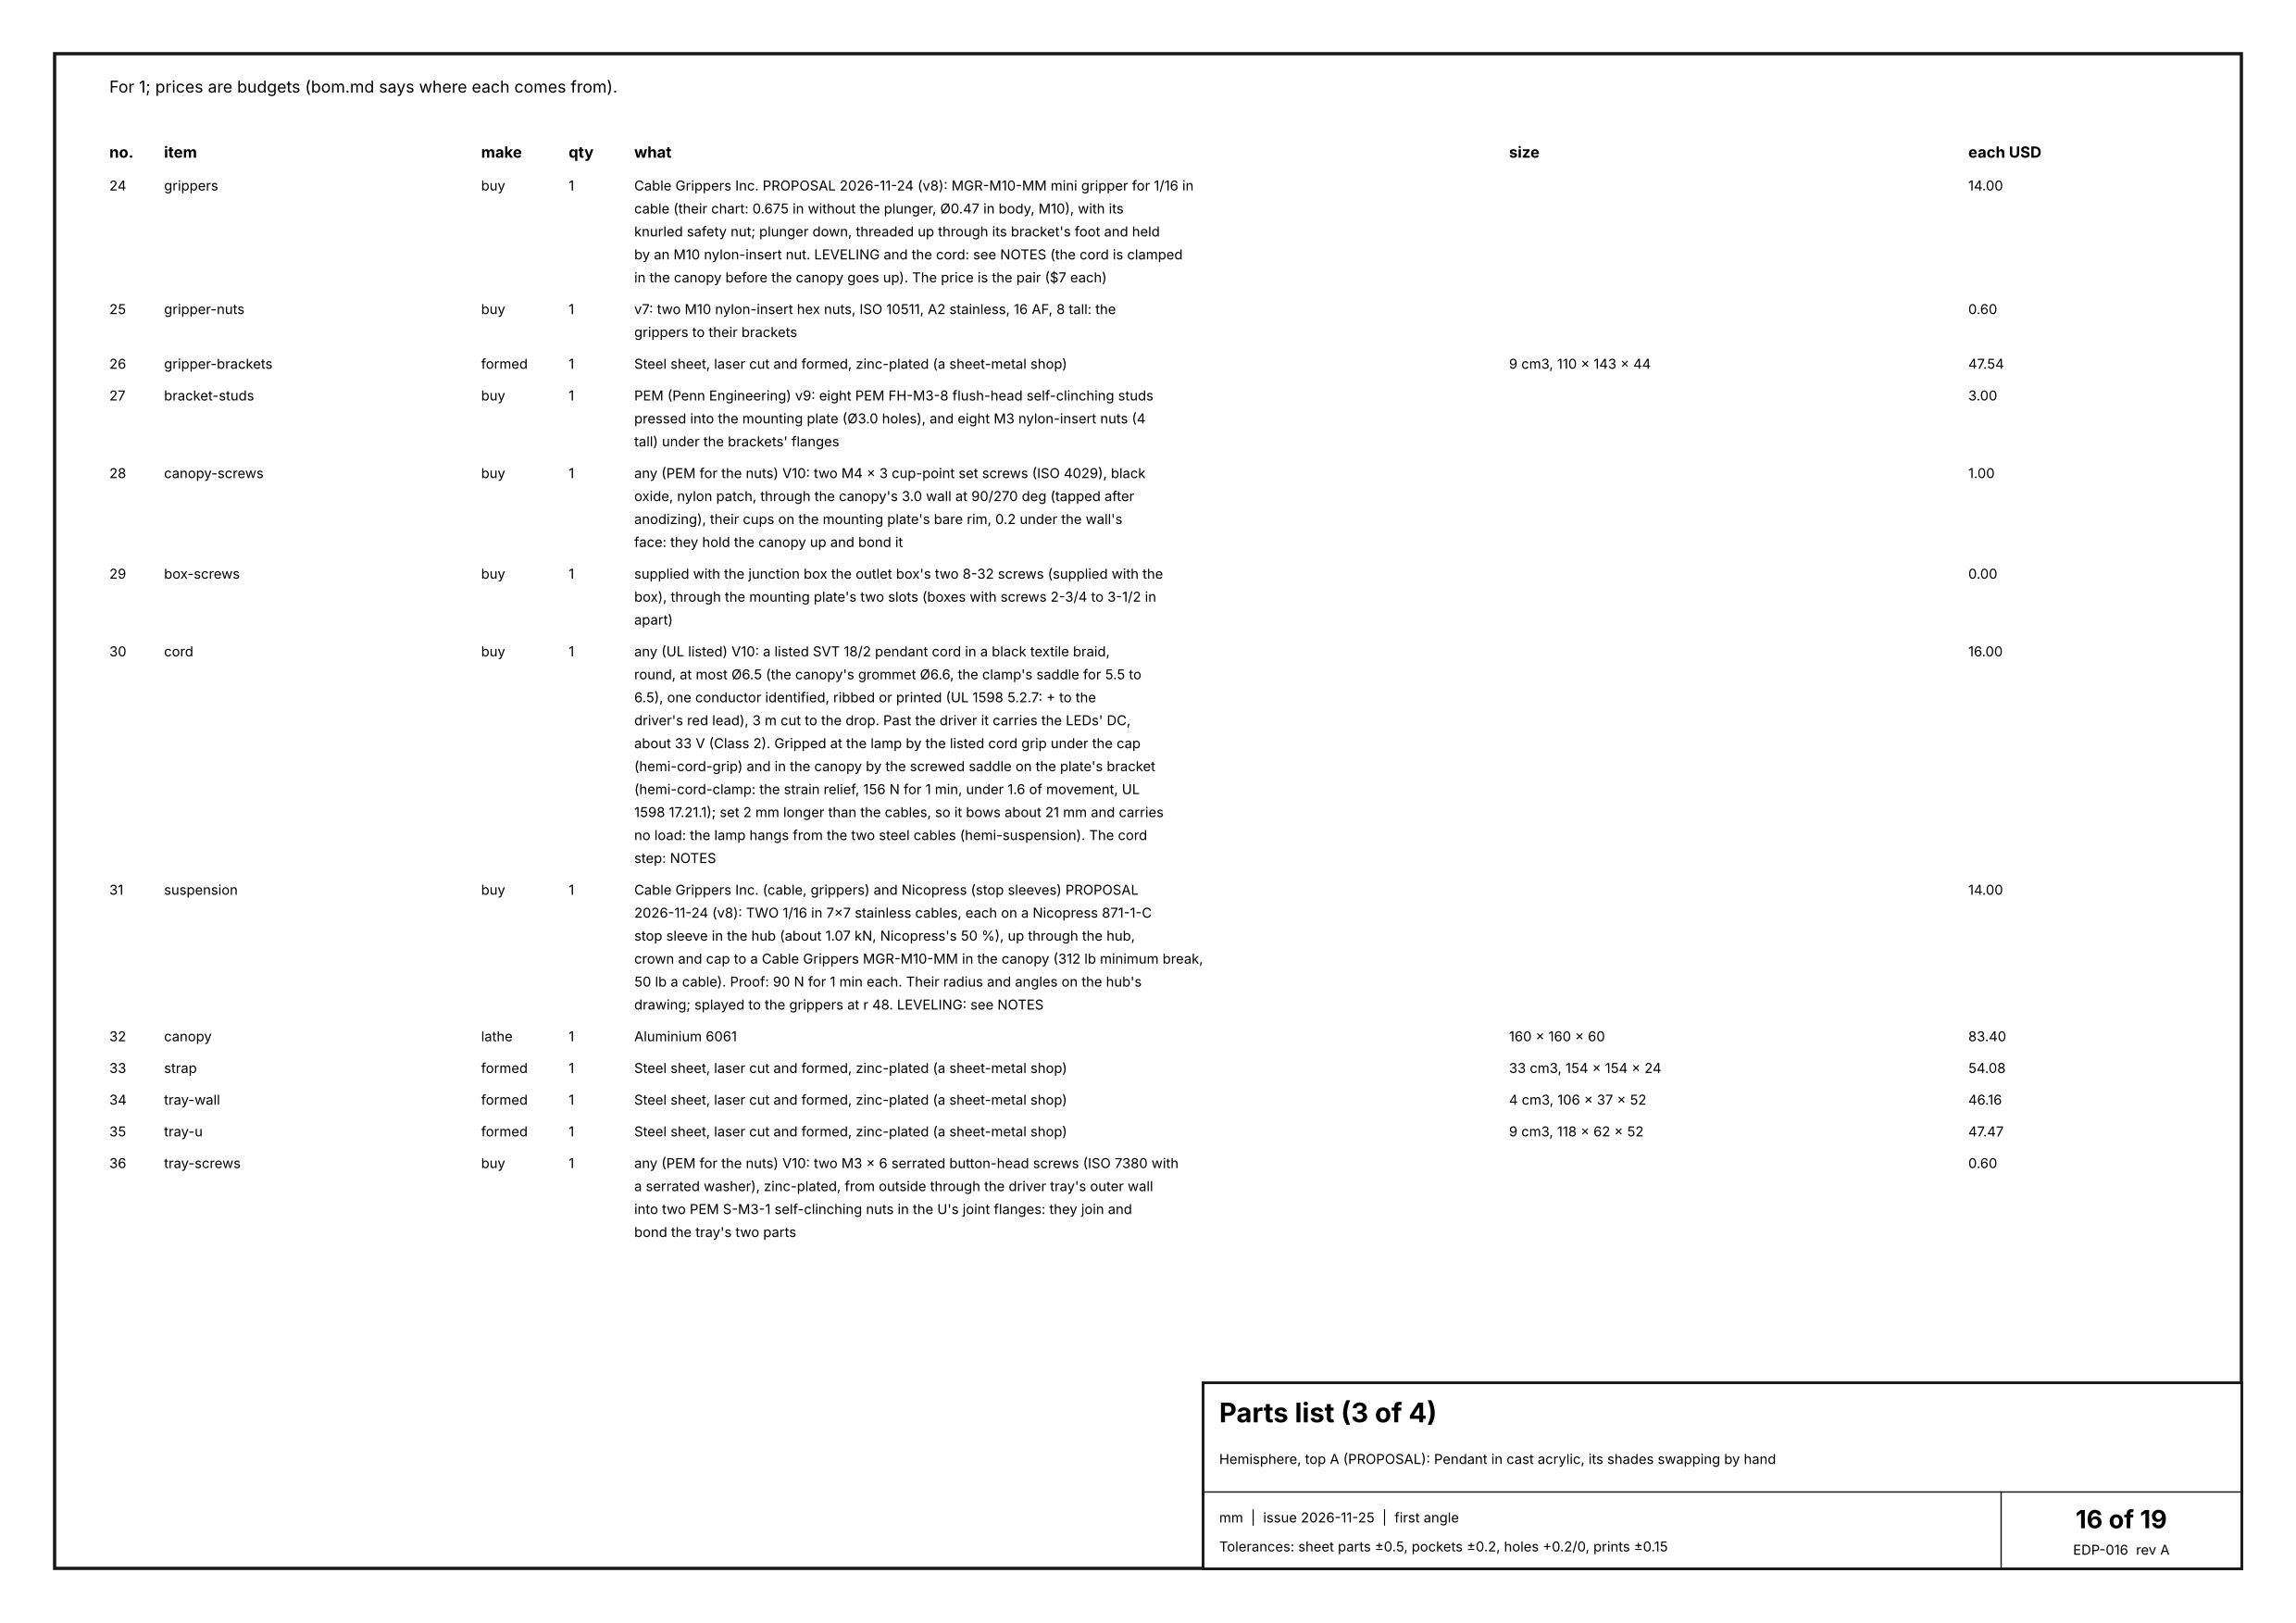 For 1; prices are budgets (bom.md says where each comes from).
no. item make qty what size each USD
24 grippers buy 1 Cable Grippers Inc. PROPOSAL 2026-11-24 (v8): MGR-M10-MM mini gripper for 1/16 in 14.00
cable (their chart: 0.675 in without the plunger, Ø0.47 in body, M10), with its
knurled safety nut; plunger down, threaded up through its bracket's foot and held
by an M10 nylon-insert nut. LEVELING and the cord: see NOTES (the cord is clamped
in the canopy before the canopy goes up). The price is the pair ($7 each)
25 gripper-nuts buy 1 v7: two M10 nylon-insert hex nuts, ISO 10511, A2 stainless, 16 AF, 8 tall: the 0.60
grippers to their brackets
26 gripper-brackets formed 1 Steel sheet, laser cut and formed, zinc-plated (a sheet-metal shop) 9 cm3, 110 × 143 × 44 47.54
27 bracket-studs buy 1 PEM (Penn Engineering) v9: eight PEM FH-M3-8 flush-head self-clinching studs 3.00
pressed into the mounting plate (Ø3.0 holes), and eight M3 nylon-insert nuts (4
tall) under the brackets' flanges
28 canopy-screws buy 1 any (PEM for the nuts) V10: two M4 × 3 cup-point set screws (ISO 4029), black 1.00
oxide, nylon patch, through the canopy's 3.0 wall at 90/270 deg (tapped after
anodizing), their cups on the mounting plate's bare rim, 0.2 under the wall's
face: they hold the canopy up and bond it
29 box-screws buy 1 supplied with the junction box the outlet box's two 8-32 screws (supplied with the 0.00
box), through the mounting plate's two slots (boxes with screws 2-3/4 to 3-1/2 in
apart)
30 cord buy 1 any (UL listed) V10: a listed SVT 18/2 pendant cord in a black textile braid, 16.00
round, at most Ø6.5 (the canopy's grommet Ø6.6, the clamp's saddle for 5.5 to
6.5), one conductor identified, ribbed or printed (UL 1598 5.2.7: + to the
driver's red lead), 3 m cut to the drop. Past the driver it carries the LEDs' DC,
about 33 V (Class 2). Gripped at the lamp by the listed cord grip under the cap
(hemi-cord-grip) and in the canopy by the screwed saddle on the plate's bracket
(hemi-cord-clamp: the strain relief, 156 N for 1 min, under 1.6 of movement, UL
1598 17.21.1); set 2 mm longer than the cables, so it bows about 21 mm and carries
no load: the lamp hangs from the two steel cables (hemi-suspension). The cord
step: NOTES
31 suspension buy 1 Cable Grippers Inc. (cable, grippers) and Nicopress (stop sleeves) PROPOSAL 14.00
2026-11-24 (v8): TWO 1/16 in 7×7 stainless cables, each on a Nicopress 871-1-C
stop sleeve in the hub (about 1.07 kN, Nicopress's 50 %), up through the hub,
crown and cap to a Cable Grippers MGR-M10-MM in the canopy (312 lb minimum break,
50 lb a cable). Proof: 90 N for 1 min each. Their radius and angles on the hub's
drawing; splayed to the grippers at r 48. LEVELING: see NOTES
32 canopy lathe 1 Aluminium 6061 160 × 160 × 60 83.40
33 strap formed 1 Steel sheet, laser cut and formed, zinc-plated (a sheet-metal shop) 33 cm3, 154 × 154 × 24 54.08
34 tray-wall formed 1 Steel sheet, laser cut and formed, zinc-plated (a sheet-metal shop) 4 cm3, 106 × 37 × 52 46.16
35 tray-u formed 1 Steel sheet, laser cut and formed, zinc-plated (a sheet-metal shop) 9 cm3, 118 × 62 × 52 47.47
36 tray-screws buy 1 any (PEM for the nuts) V10: two M3 × 6 serrated button-head screws (ISO 7380 with 0.60
a serrated washer), zinc-plated, from outside through the driver tray's outer wall
into two PEM S-M3-1 self-clinching nuts in the U's joint flanges: they join and
bond the tray's two parts
Parts list (3 of 4)
Hemisphere, top A (PROPOSAL): Pendant in cast acrylic, its shades swapping by hand
mm | issue 2026-11-25 | first angle
Tolerances: sheet parts ±0.5, pockets ±0.2, holes +0.2/0, prints ±0.15
16 of 19
EDP-016 rev A